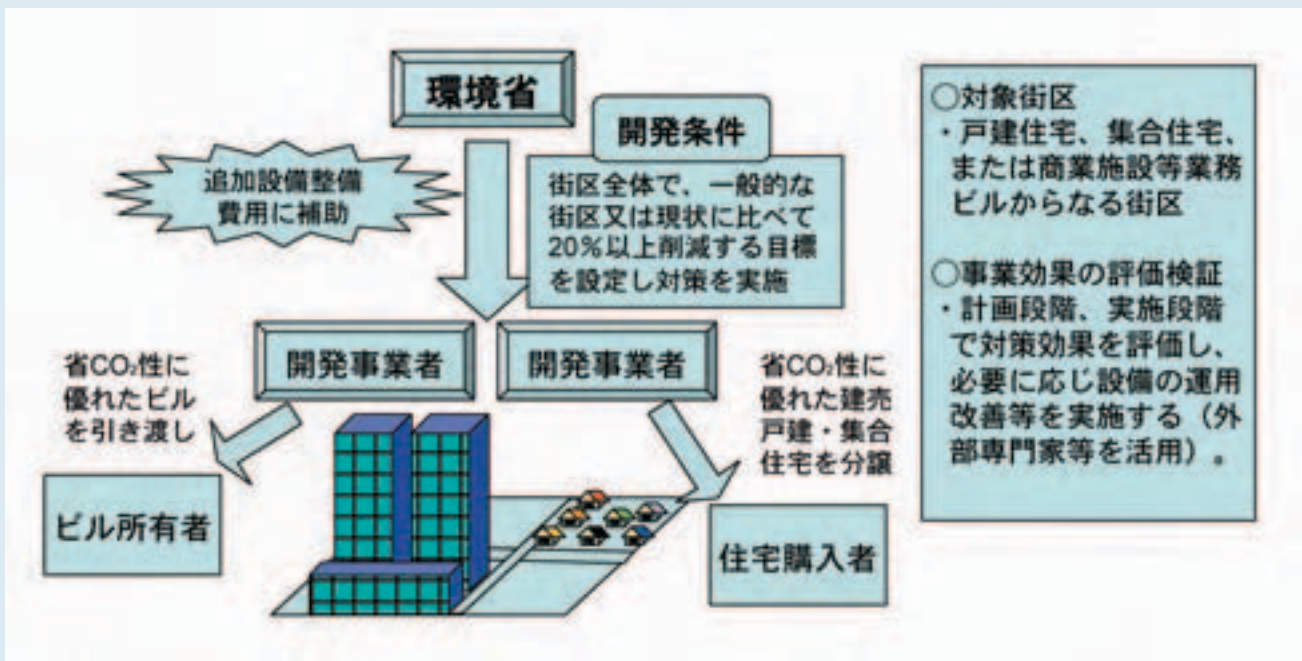 環境省
開発条件
追加設備整備
費用に補助
街区全体で、一般的な
街区又は現状に比べて
20%以上削減する目標
を設定し対策を実施
開発事業者
開発事業者
省CO₂性に
優れたビル
を引き渡し
省CO₂性に
優れた建売
戸建・集合
住宅を分譲
ビル所有者
住宅購入者
○対象街区
・戸建住宅、集合住宅、
または商業施設等業務
ビルからなる街区
○事業効果の評価検証
・計画段階、実施段階
で対策効果を評価し、
必要に応じ設備の運用
改善等を実施する（外
部専門家等を活用）。